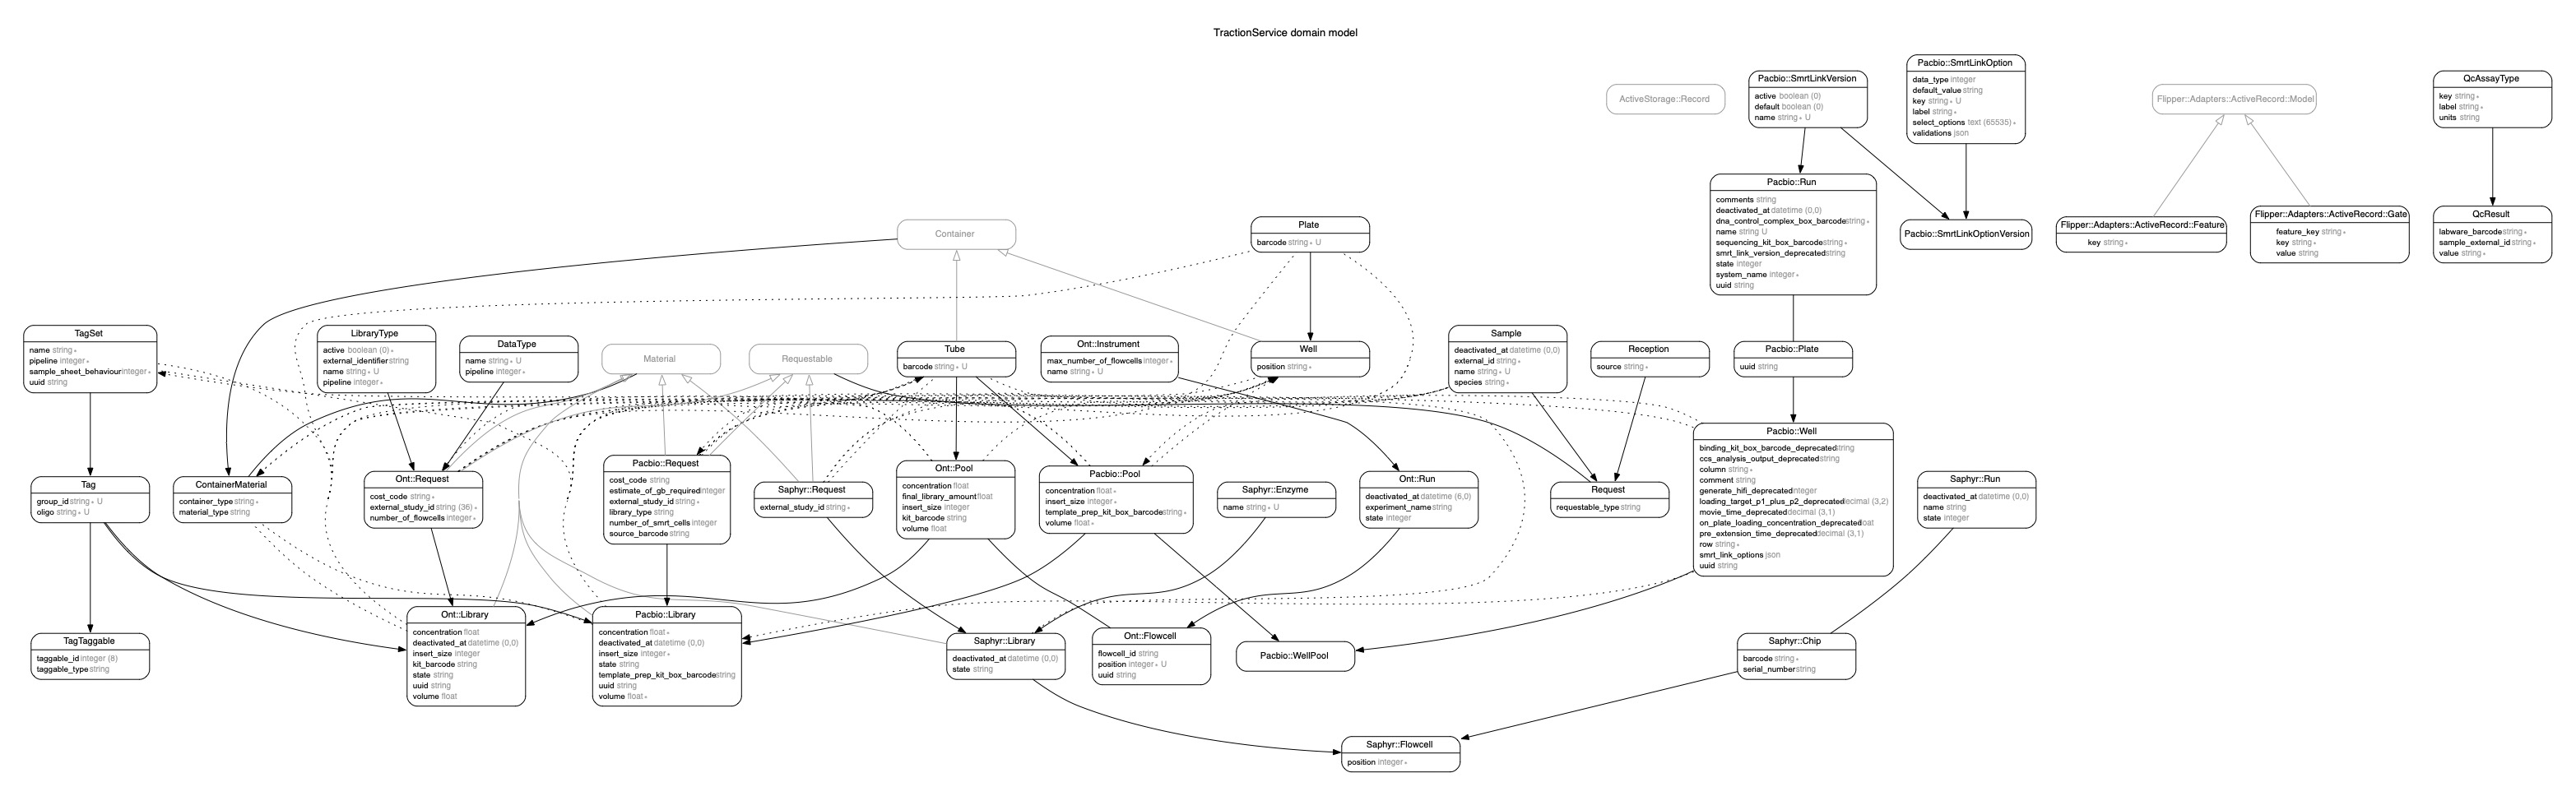 TractionService domain model
ActiveStorage::Record
Pacbio::SmrtLinkVersion
active boolean (0)
default boolean (0)
name string ∗ U
Pacbio::SmrtLinkOption
data_type integer
default_value string
key string ∗ U
label string ∗
select_options text (65535) ∗
validations json
Flipper::Adapters::ActiveRecord::Model
QcAssayType
key string ∗
label string ∗
units string
Pacbio::Run
comments string
deactivated_at datetime (0,0)
dna_control_complex_box_barcode string ∗
name string U
sequencing_kit_box_barcode string ∗
smrt_link_version_deprecated string
state integer
system_name integer ∗
uuid string
Pacbio::SmrtLinkOptionVersion
Flipper::Adapters::ActiveRecord::Feature
key string ∗
Flipper::Adapters::ActiveRecord::Gate
feature_key string ∗
key string ∗
value string
QcResult
labware_barcode string ∗
sample_external_id string ∗
value string ∗
Container
Plate
barcode string ∗ U
TagSet
name string ∗
pipeline integer ∗
sample_sheet_behaviour integer ∗
uuid string
LibraryType
active boolean (0) ∗
external_identifier string
name string ∗ U
pipeline integer ∗
DataType
name string ∗ U
pipeline integer ∗
Material
Requestable
Tube
barcode string ∗ U
Ont::Instrument
max_number_of_flowcells integer ∗
name string ∗ U
Well
position string ∗
Sample
deactivated_at datetime (0,0)
external_id string ∗
name string ∗ U
species string ∗
Reception
source string ∗
Pacbio::Plate
uuid string
Tag
group_id string ∗ U
oligo string ∗ U
ContainerMaterial
container_type string ∗
material_type string
Ont::Request
cost_code string ∗
external_study_id string (36) ∗
number_of_flowcells integer ∗
Pacbio::Request
cost_code string
estimate_of_gb_required integer
external_study_id string ∗
library_type string
number_of_smrt_cells integer
source_barcode string
Saphyr::Request
external_study_id string ∗
Ont::Pool
concentration float
final_library_amount float
insert_size integer
kit_barcode string
volume float
Pacbio::Pool
concentration float ∗
insert_size integer ∗
template_prep_kit_box_barcode string ∗
volume float ∗
Saphyr::Enzyme
name string ∗ U
Ont::Run
deactivated_at datetime (6,0)
experiment_name string
state integer
Request
requestable_type string
Pacbio::Well
binding_kit_box_barcode_deprecated string
ccs_analysis_output_deprecated string
column string ∗
comment string
generate_hifi_deprecated integer
loading_target_p1_plus_p2_deprecated decimal (3,2)
movie_time_deprecated decimal (3,1)
on_plate_loading_concentration_deprecated float
pre_extension_time_deprecated decimal (3,1)
row string ∗
smrt_link_options json
uuid string
Saphyr::Run
deactivated_at datetime (0,0)
name string
state integer
TagTaggable
taggable_id integer (8)
taggable_type string
Ont::Library
concentration float
deactivated_at datetime (0,0)
insert_size integer
kit_barcode string
state string
uuid string
volume float
Pacbio::Library
concentration float ∗
deactivated_at datetime (0,0)
insert_size integer ∗
state string
template_prep_kit_box_barcode string
uuid string
volume float ∗
Saphyr::Library
deactivated_at datetime (0,0)
state string
Ont::Flowcell
flowcell_id string
position integer ∗ U
uuid string
Pacbio::WellPool
Saphyr::Chip
barcode string ∗
serial_number string
Saphyr::Flowcell
position integer ∗